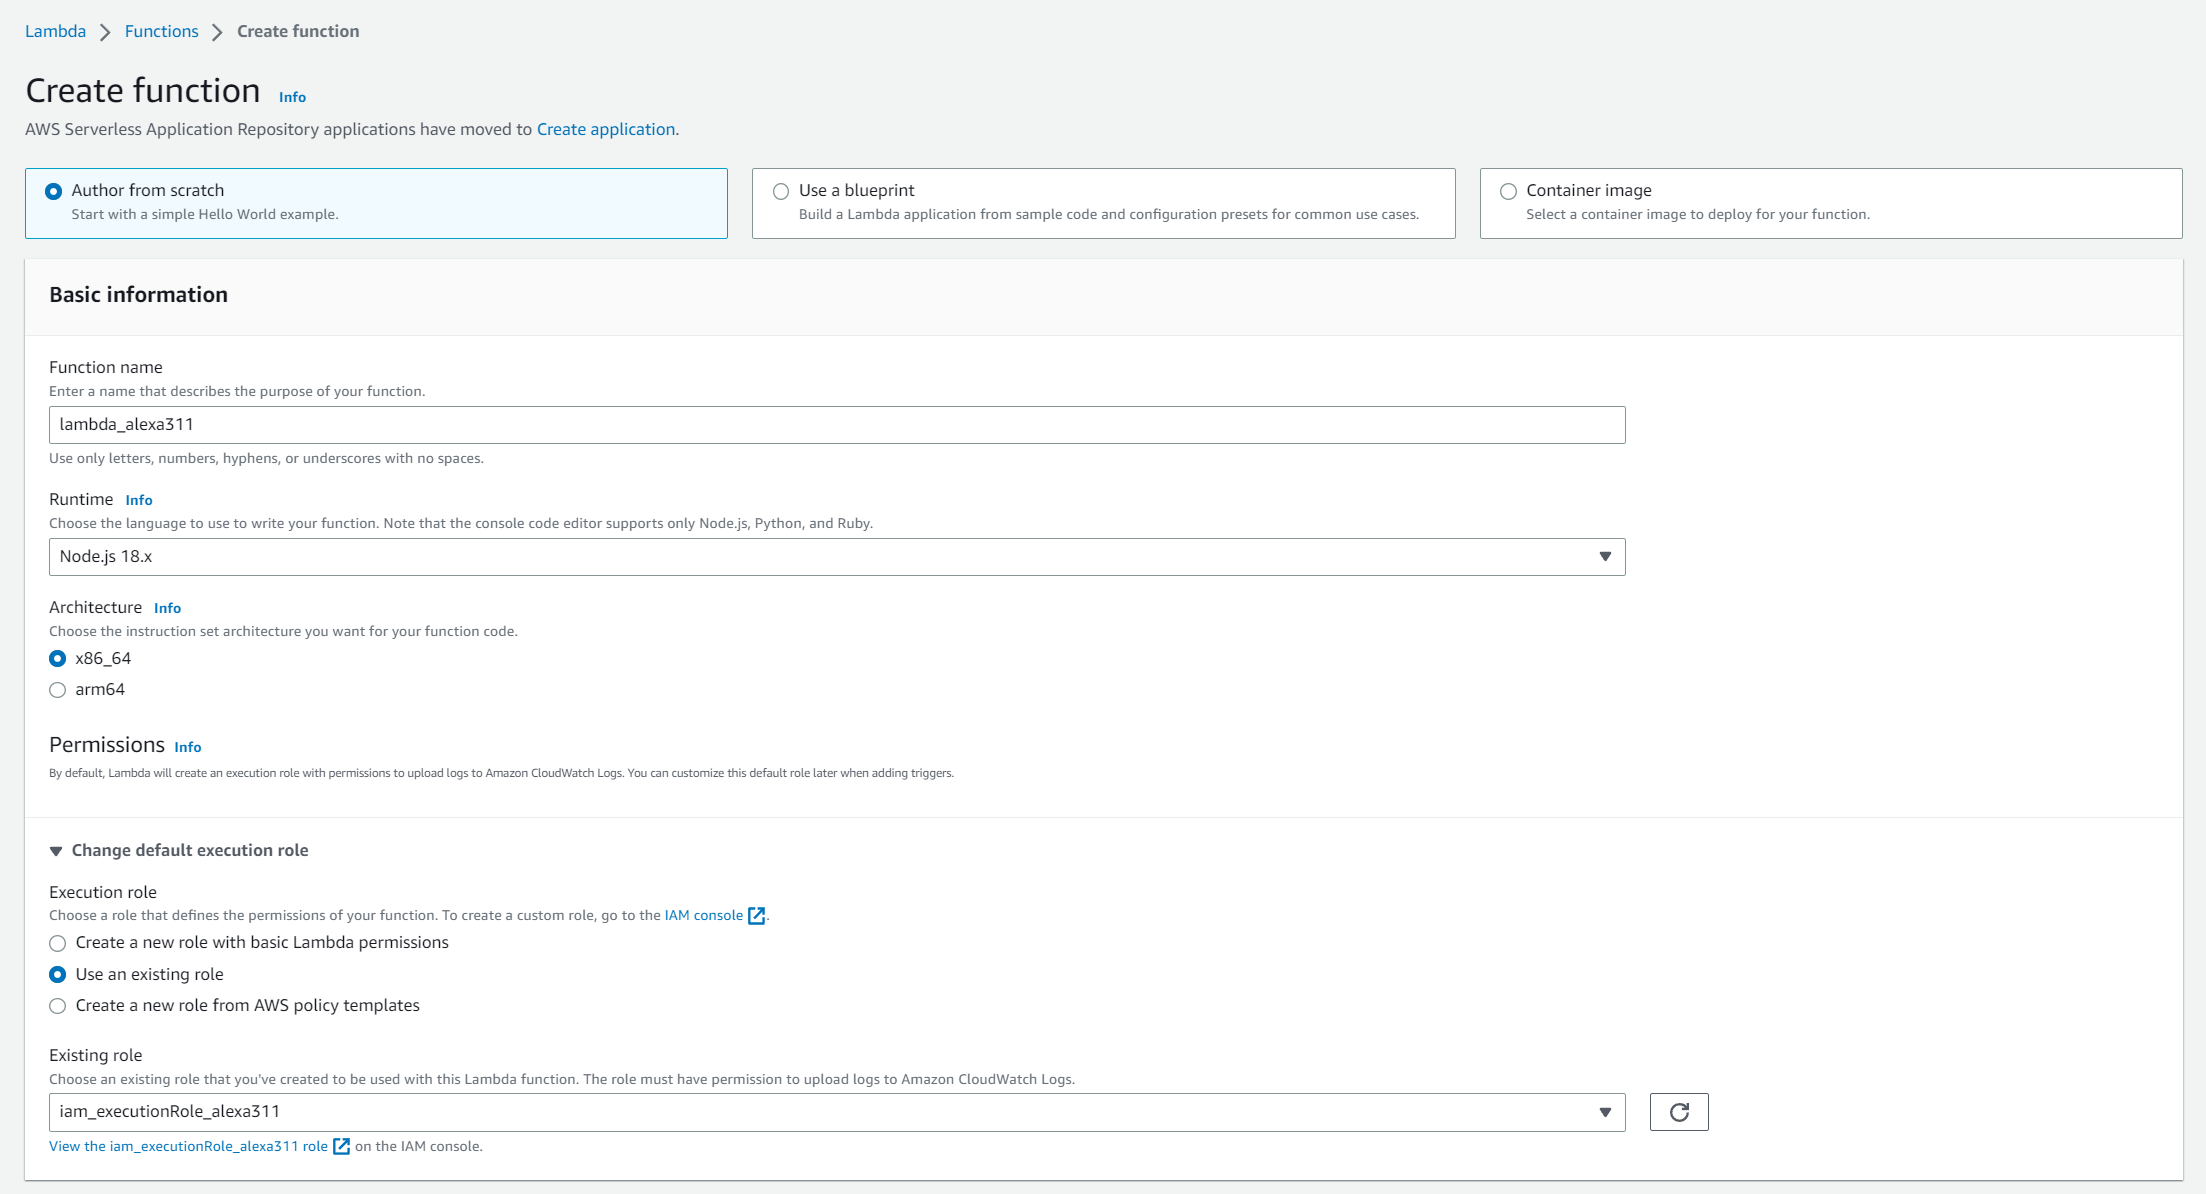 Lambda Functions Create function
Create function Info
AWS Serverless Application Repository applications have moved to Create application.
Author from scratch
Start with a simple Hello World example.
Use a blueprint
Build a Lambda application from sample code and configuration presets for common use cases.
Container image
Select a container image to deploy for your function.
Basic information
Function name
Enter a name that describes the purpose of your function.
lambda_alexa311
Use only letters, numbers, hyphens, or underscores with no spaces.
Runtime Info
Choose the language to use to write your function. Note that the console code editor supports only Node.js, Python, and Ruby.
Node.js 18.x
Architecture Info
Choose the instruction set architecture you want for your function code.
x86_64
arm64
Permissions Info
By default, Lambda will create an execution role with permissions to upload logs to Amazon CloudWatch Logs. You can customize this default role later when adding triggers.
Change default execution role
Execution role
Choose a role that defines the permissions of your function. To create a custom role, go to the IAM console.
Create a new role with basic Lambda permissions
Use an existing role
Create a new role from AWS policy templates
Existing role
Choose an existing role that you've created to be used with this Lambda function. The role must have permission to upload logs to Amazon CloudWatch Logs.
iam_executionRole_alexa311
View the iam_executionRole_alexa311 role on the IAM console.